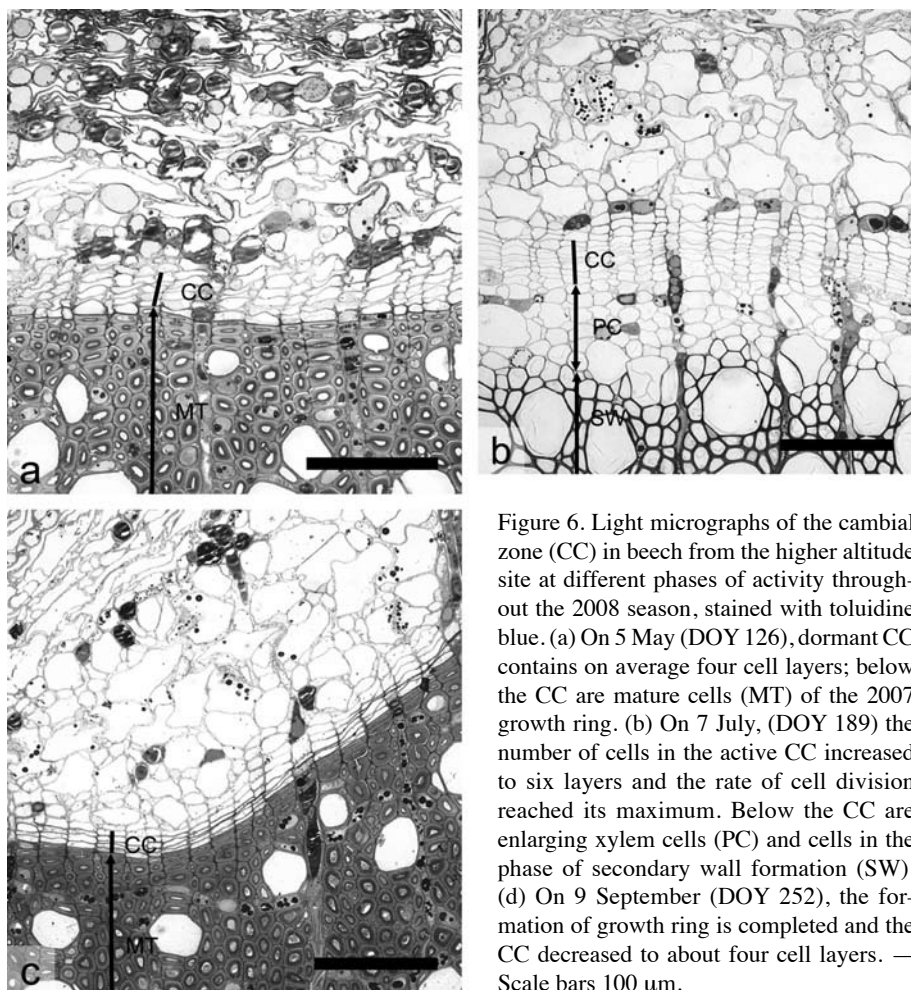 CC
MT
a
CC
PC
SW
b
CC
MT
c
Figure 6. Light micrographs of the cambial
zone (CC) in beech from the higher altitude
site at different phases of activity through-
out the 2008 season, stained with toluidine
blue. (a) On 5 May (DOY 126), dormant CC
contains on average four cell layers; below
the CC are mature cells (MT) of the 2007
growth ring. (b) On 7 July, (DOY 189) the
number of cells in the active CC increased
to six layers and the rate of cell division
reached its maximum. Below the CC are
enlarging xylem cells (PC) and cells in the
phase of secondary wall formation (SW)
(d) On 9 September (DOY 252), the for-
mation of growth ring is completed and the
CC decreased to about four cell layers. —
Scale bars 100 μm.